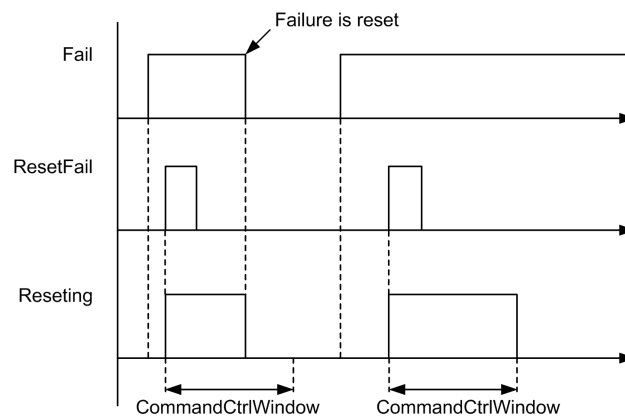 Failure is reset
Fail
ResetFail
Reseting
CommandCtrlWindow
CommandCtrlWindow